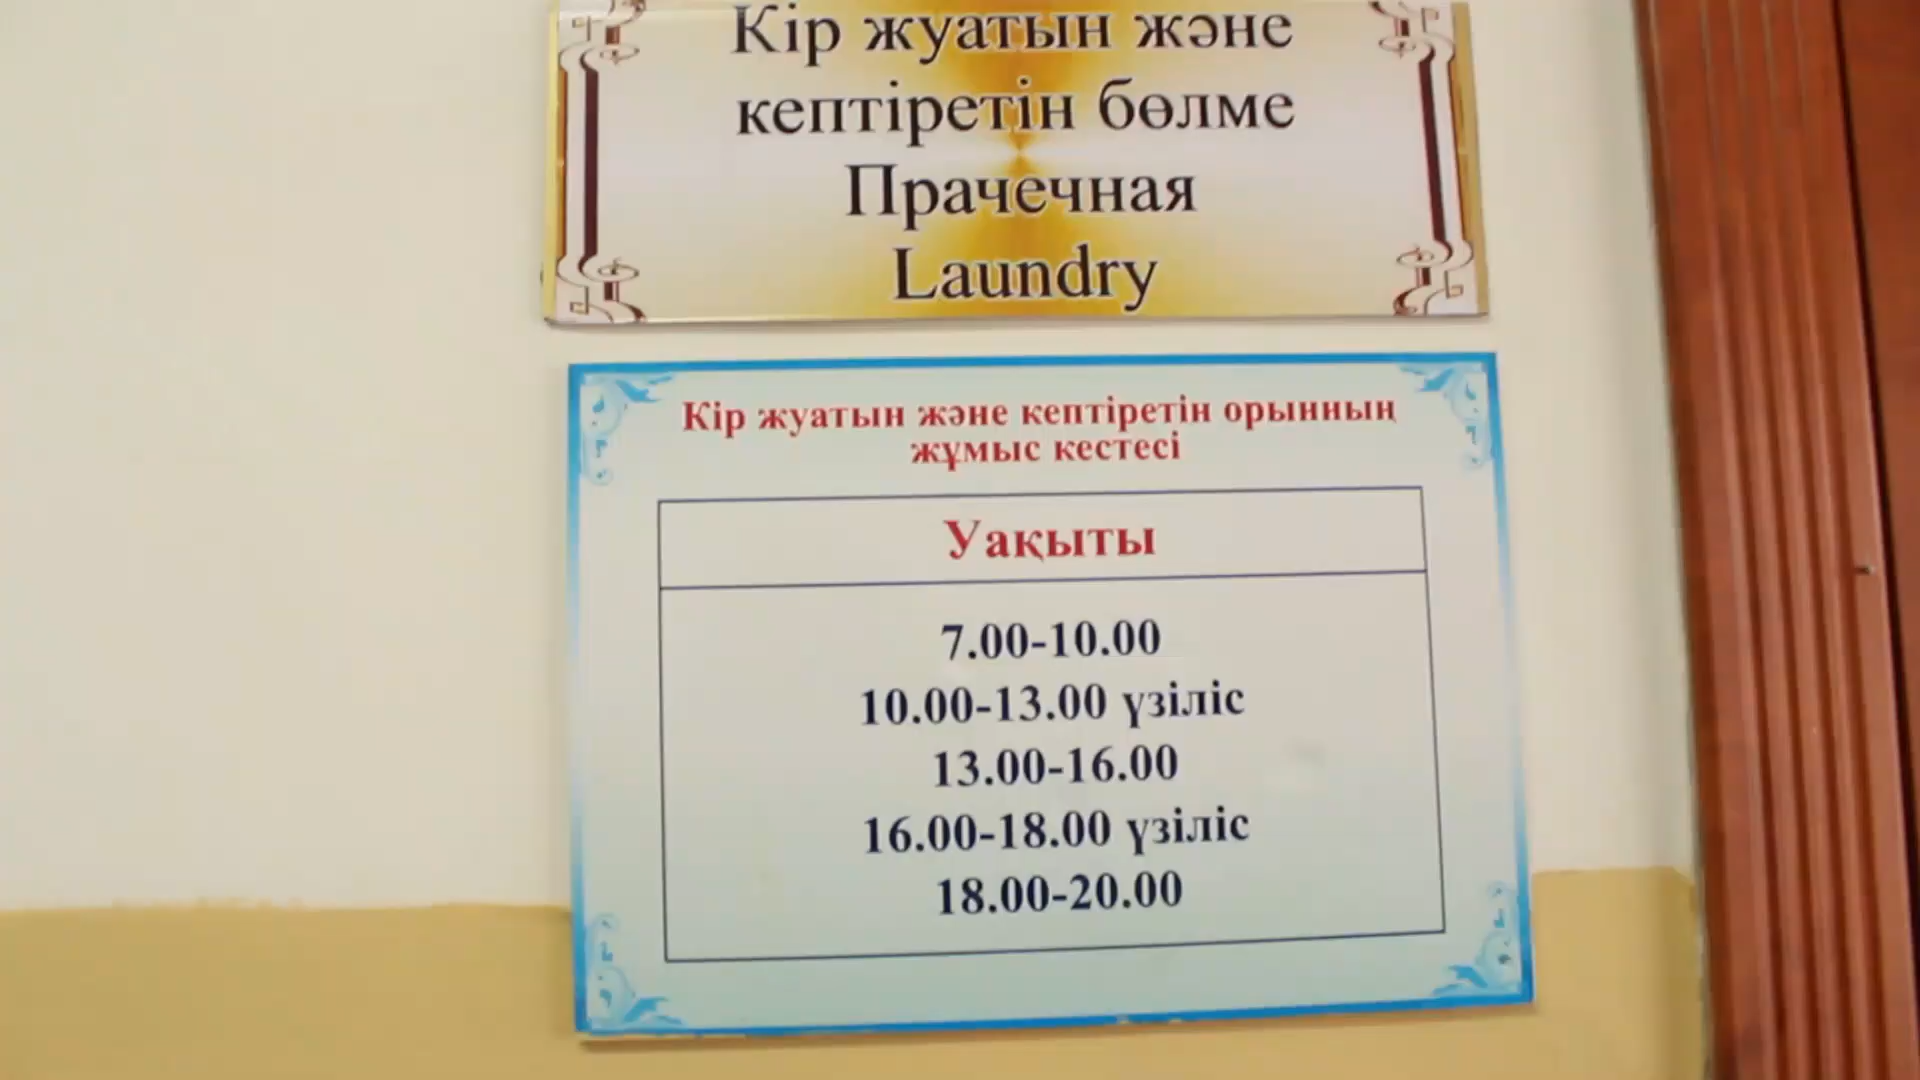 Кір жуатын және
кептіретін бөлме
Прачечная
Laundry
Кір жуатын және кептіретін орынның
жұмыс кестесі
Уақыты
7.00-10.00
10.00-13.00 үзіліс
13.00-16.00
16.00-18.00 үзіліс
18.00-20.00